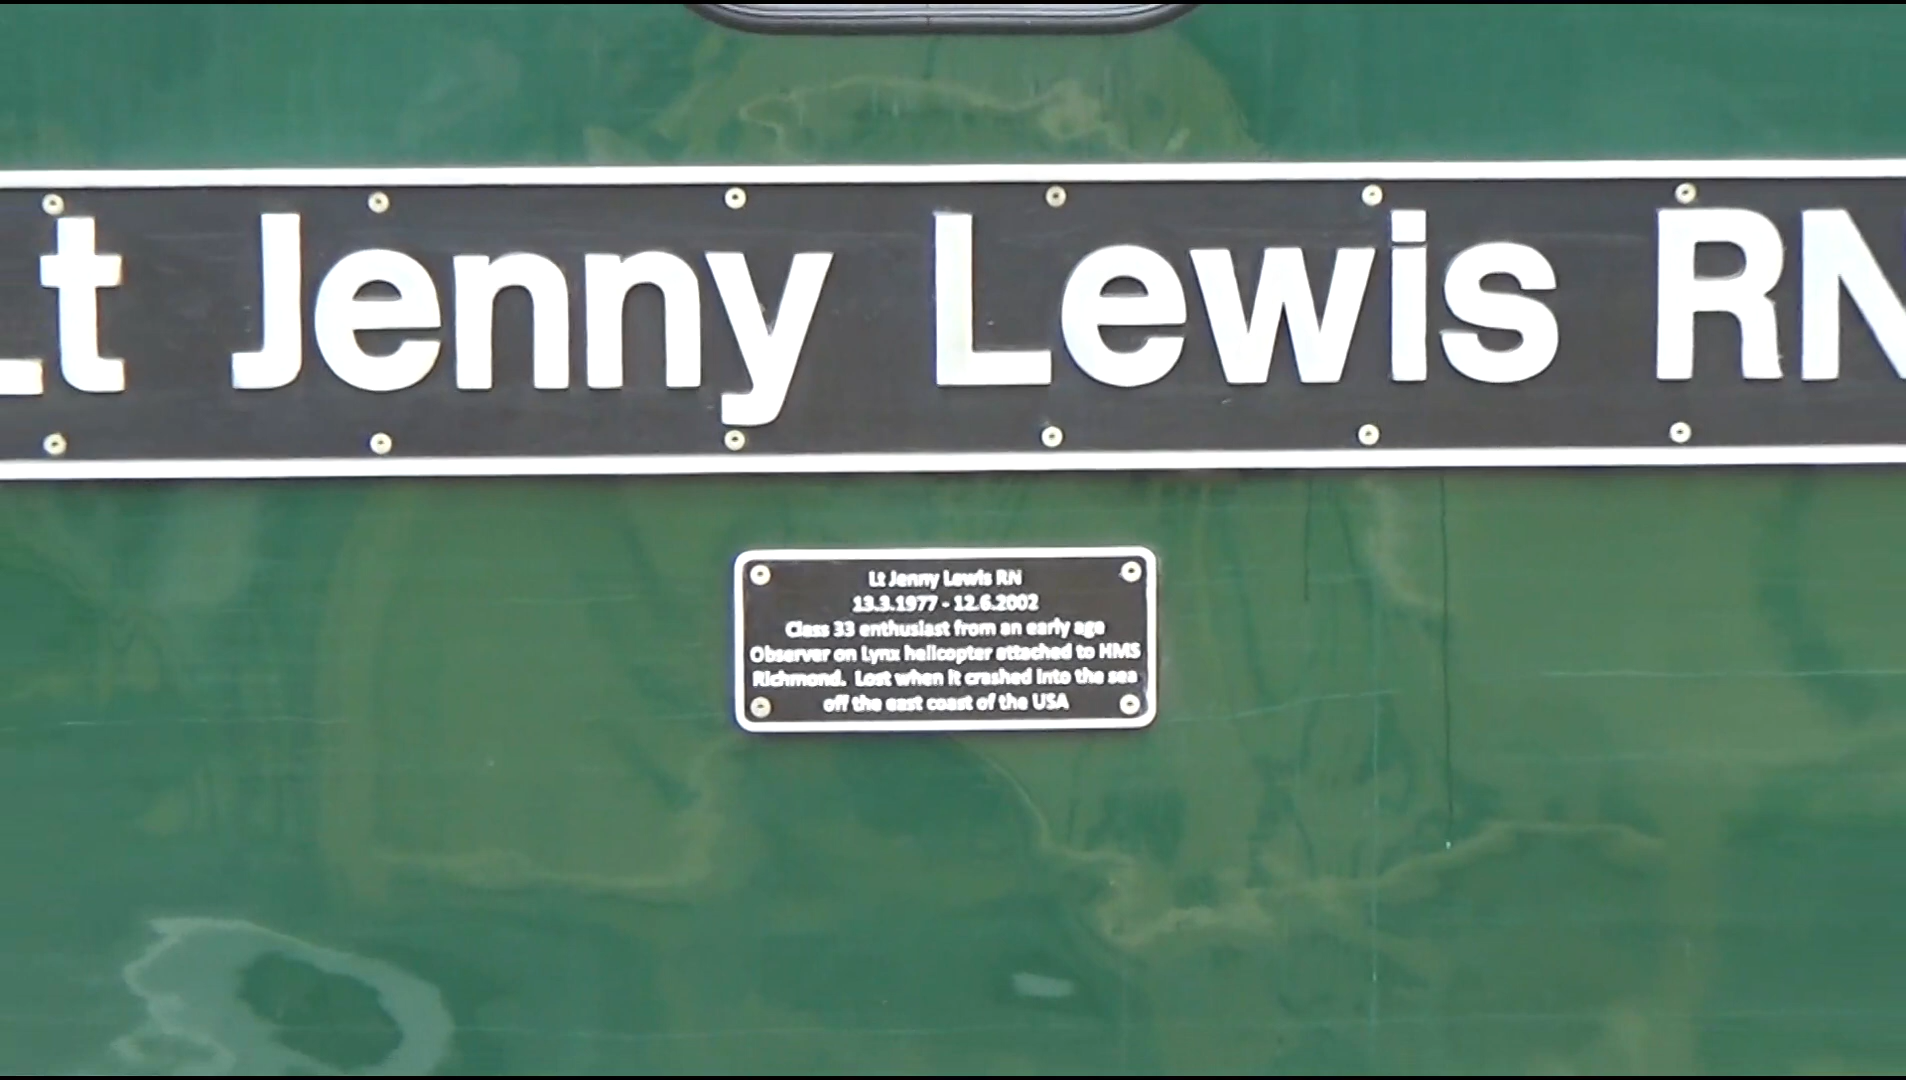 Lt Jenny Lewis RN
Lt Jenny Lewis RN
13.3.1977 - 12.6.2002
Class 33 enthusiast from an early age
Observer on Lynx helicopter attached to HMS
Richmond. Lost when it crashed into the sea
off the east coast of the USA